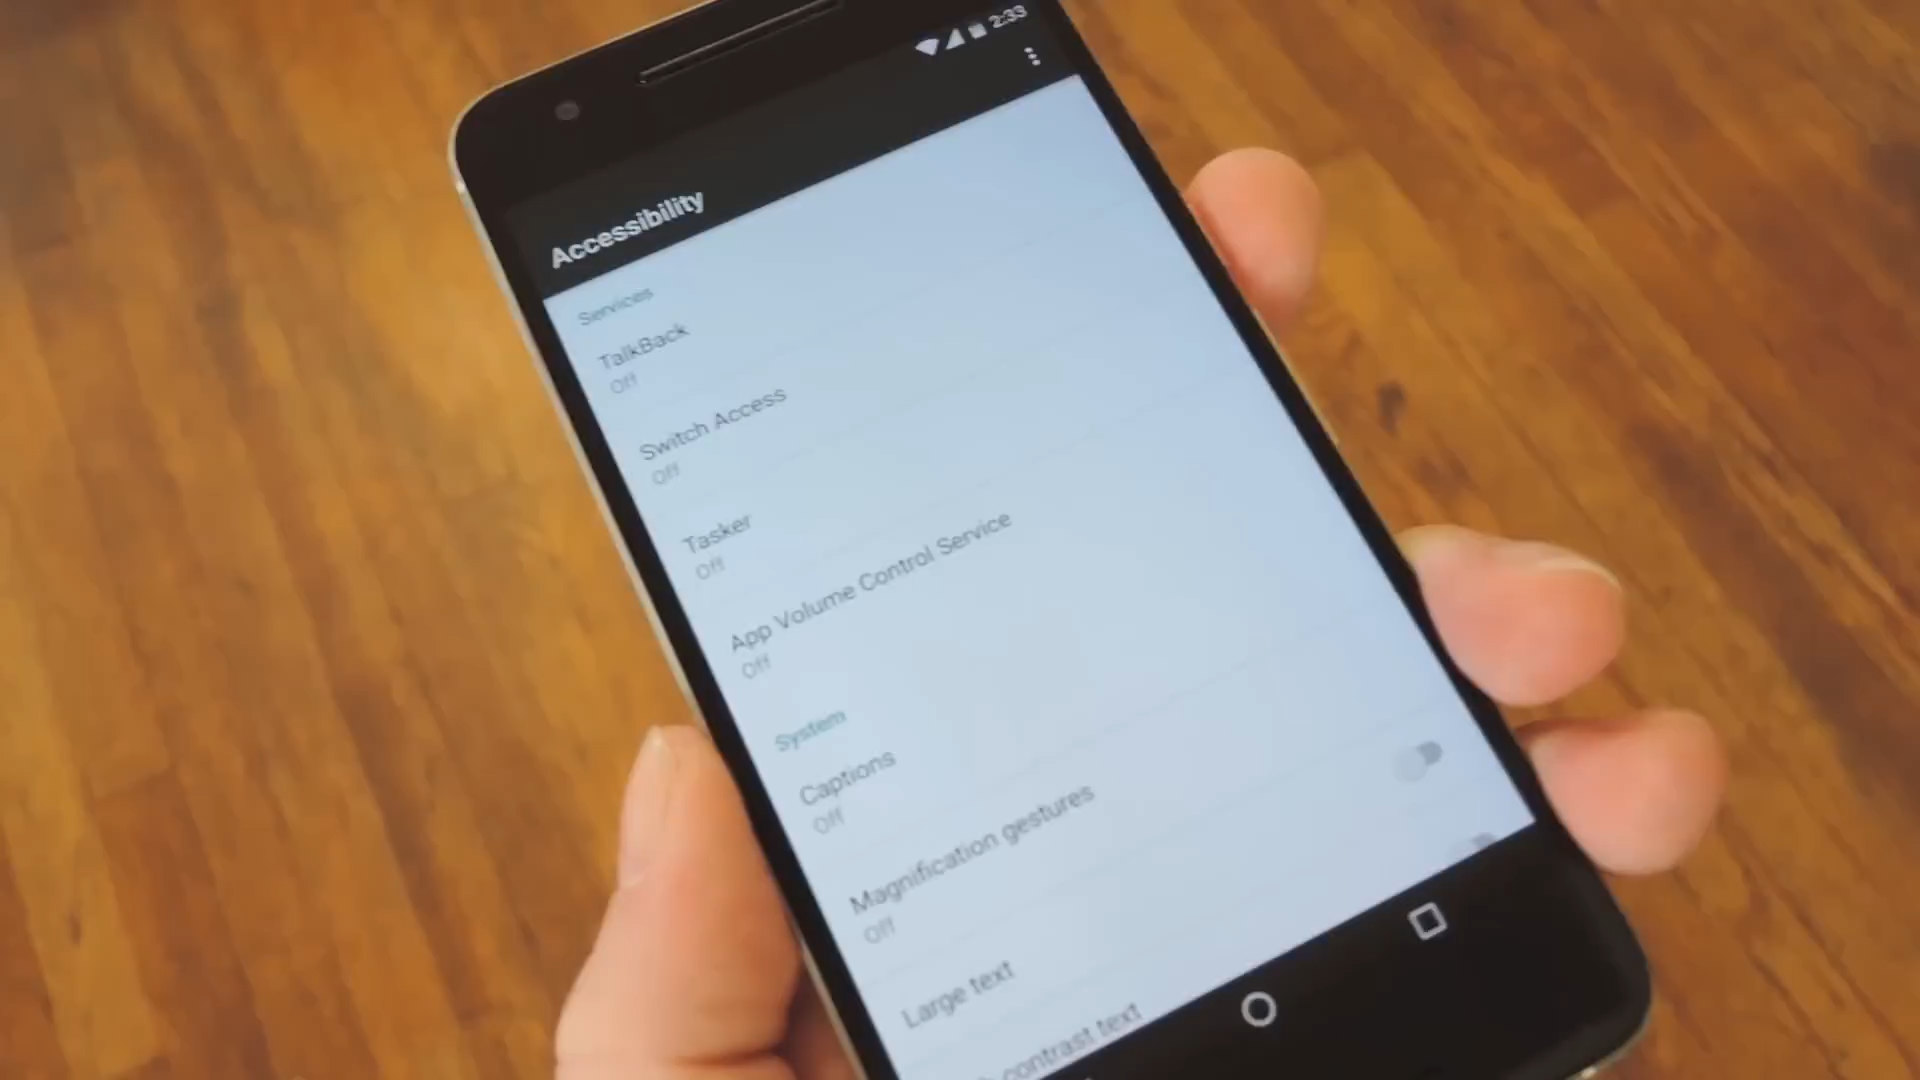 2:33
Accessibility
Services
TalkBack
Off
Switch Access
Off
Tasker
Off
App Volume Control Service
Off
System
Captions
Off
Magnification gestures
Off
Large text
contrast text